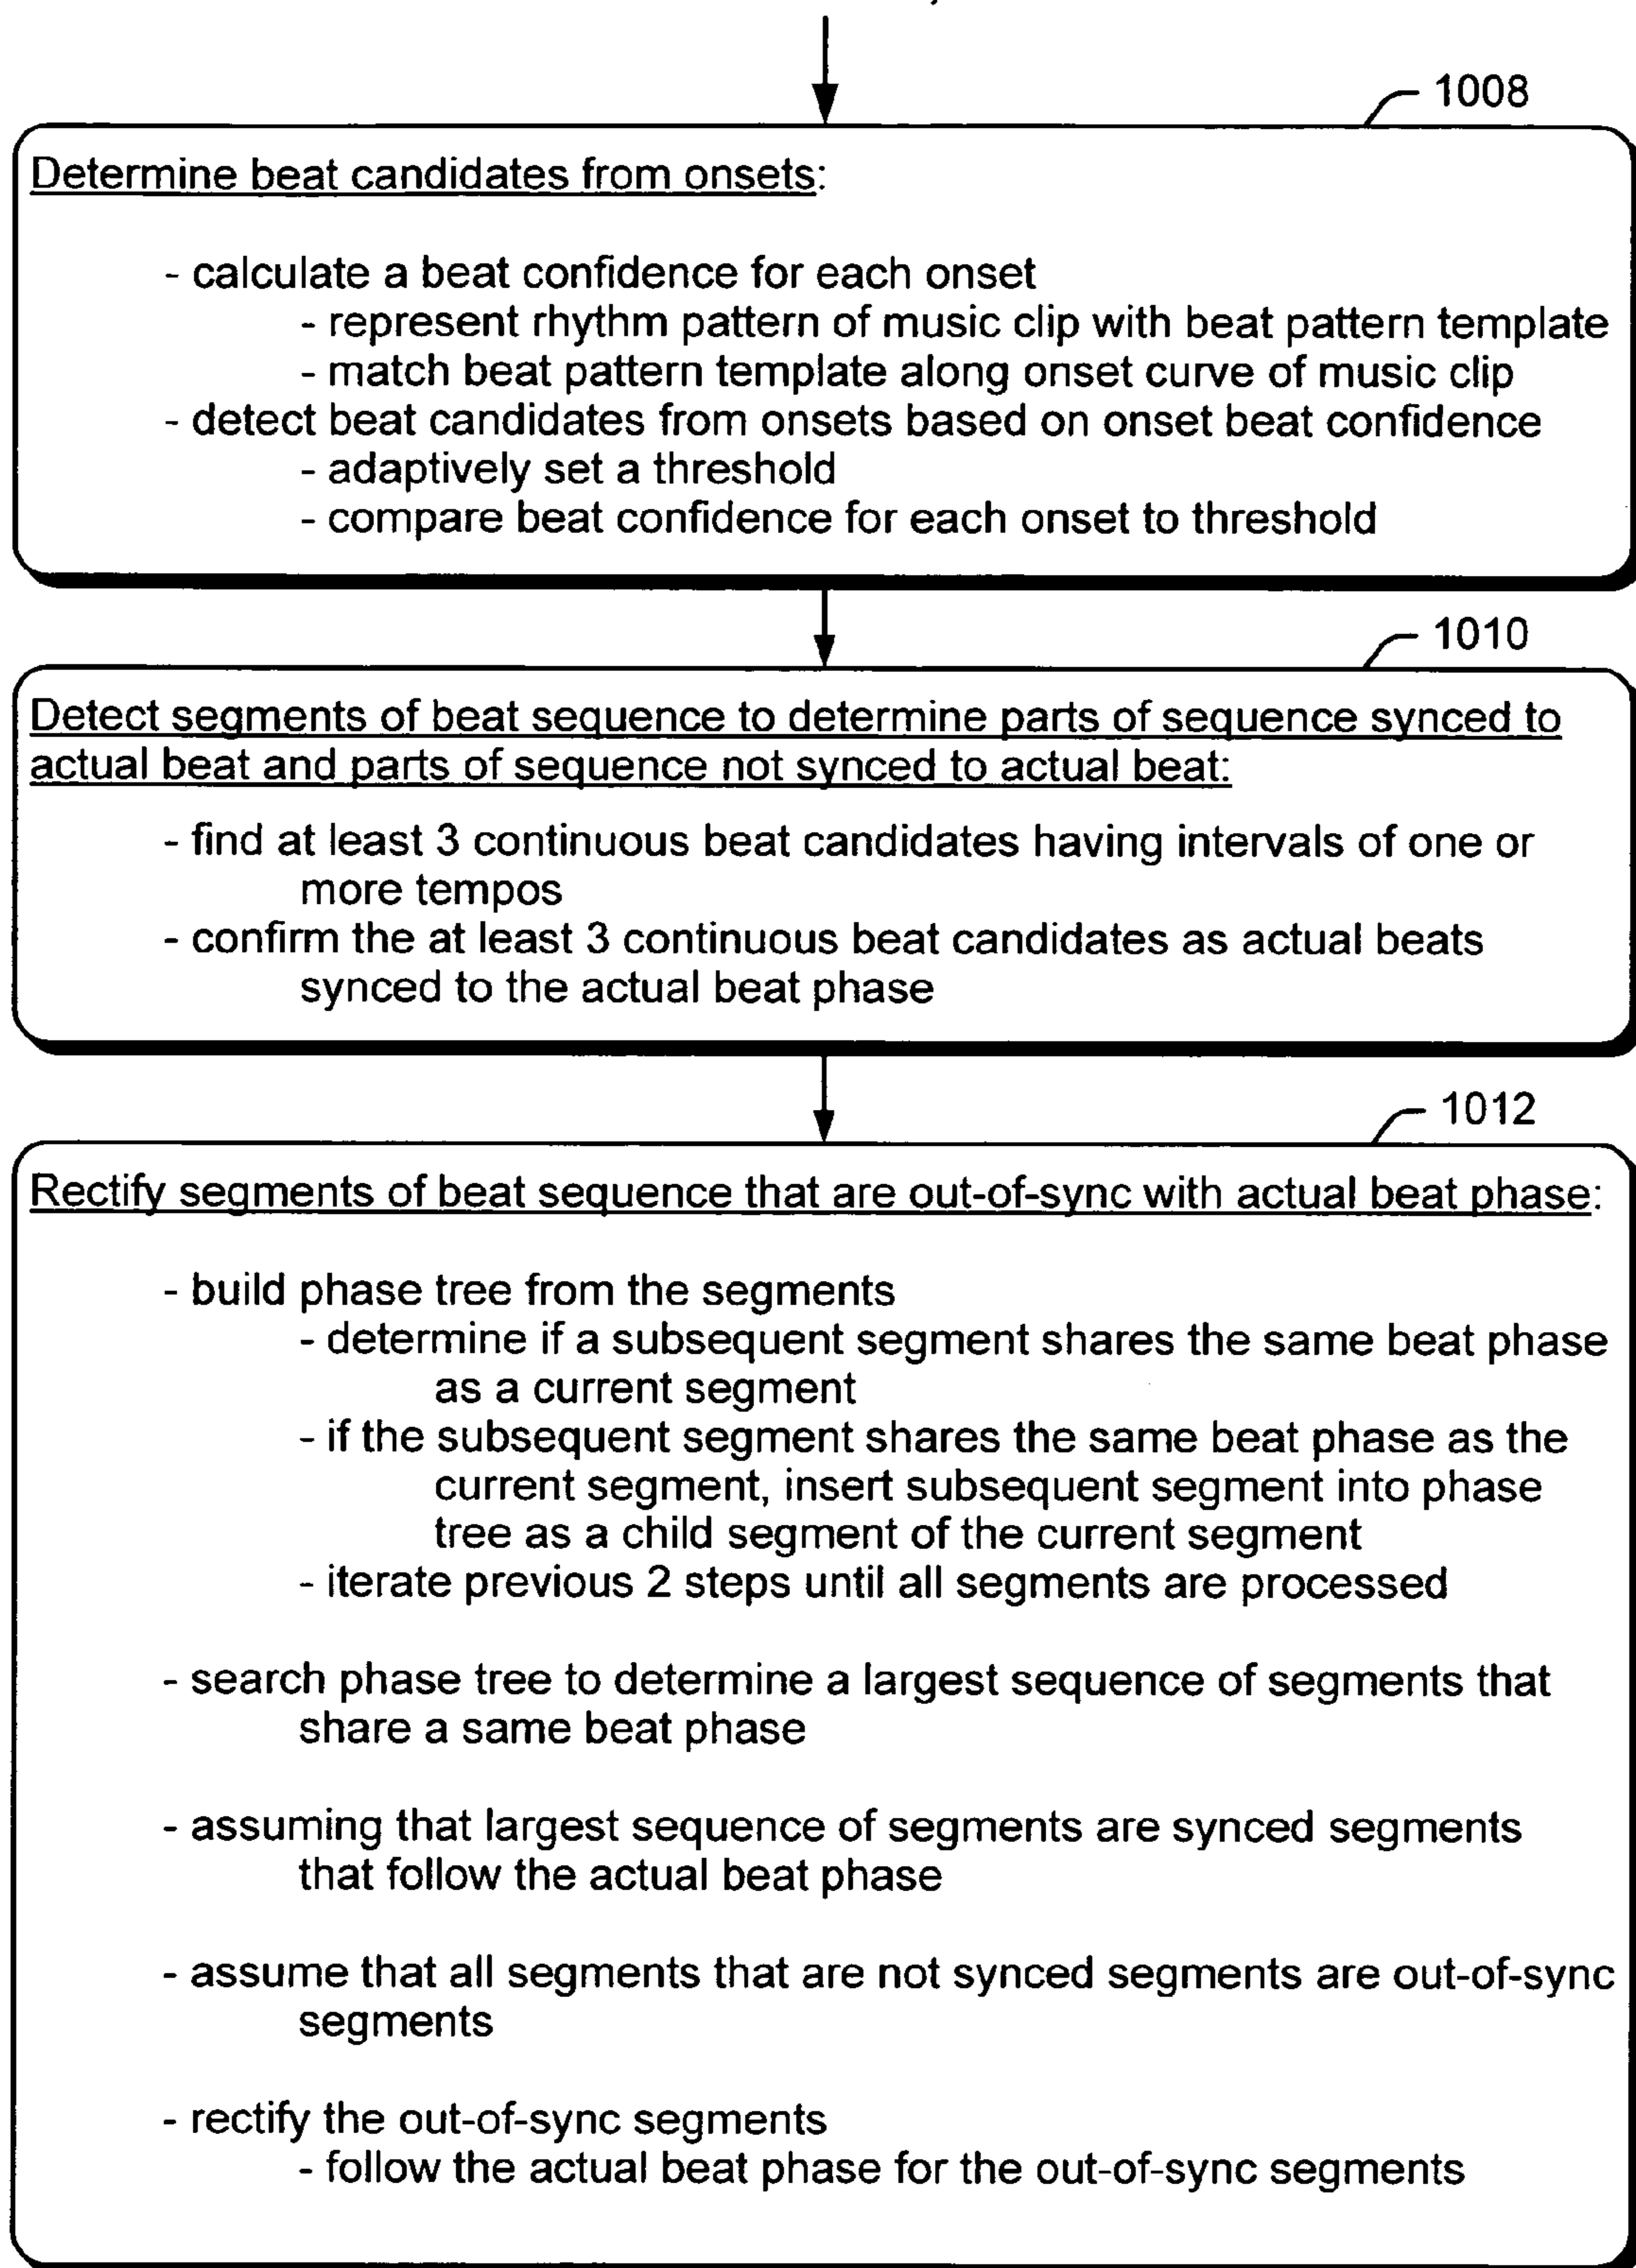 1008
Determine beat candidates from onsets:
- calculate a beat confidence for each onset
- represent rhythm pattern of music clip with beat pattern template
- match beat pattern template along onset curve of music clip
- detect beat candidates from onsets based on onset beat confidence
- adaptively set a threshold
- compare beat confidence for each onset to threshold
1010
Detect segments of beat sequence to determine parts of sequence synced to
actual beat and parts of sequence not synced to actual beat:
- find at least 3 continuous beat candidates having intervals of one or
more tempos
- confirm the at least 3 continuous beat candidates as actual beats
synced to the actual beat phase
1012
Rectify segments of beat sequence that are out-of-sync with actual beat phase:
- build phase tree from the segments
- determine if a subsequent segment shares the same beat phase
as a current segment
- if the subsequent segment shares the same beat phase as the
current segment, insert subsequent segment into phase
tree as a child segment of the current segment
- iterate previous 2 steps until all segments are processed
- search phase tree to determine a largest sequence of segments that
share a same beat phase
- assuming that largest sequence of segments are synced segments
that follow the actual beat phase
- assume that all segments that are not synced segments are out-of-sync
segments
- rectify the out-of-sync segments
- follow the actual beat phase for the out-of-sync segments